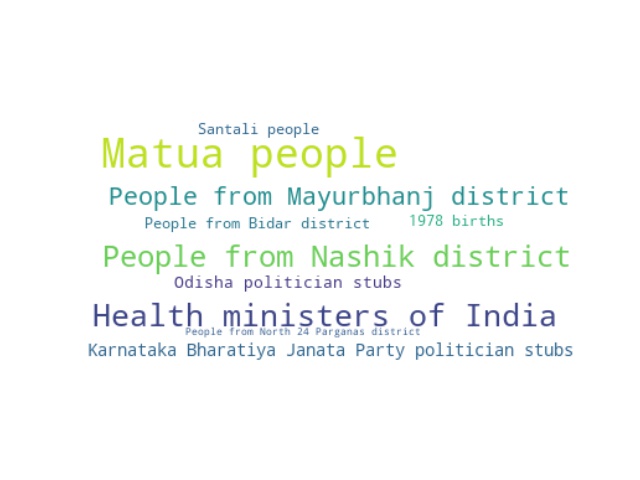 Santali people
Matua people
People from Mayurbhanj district
People from Bidar district
1978 births
People from Nashik district
Odisha politician stubs
Health ministers of India
People from North 24 Parganas district
Karnataka Bharatiya Janata Party politician stubs